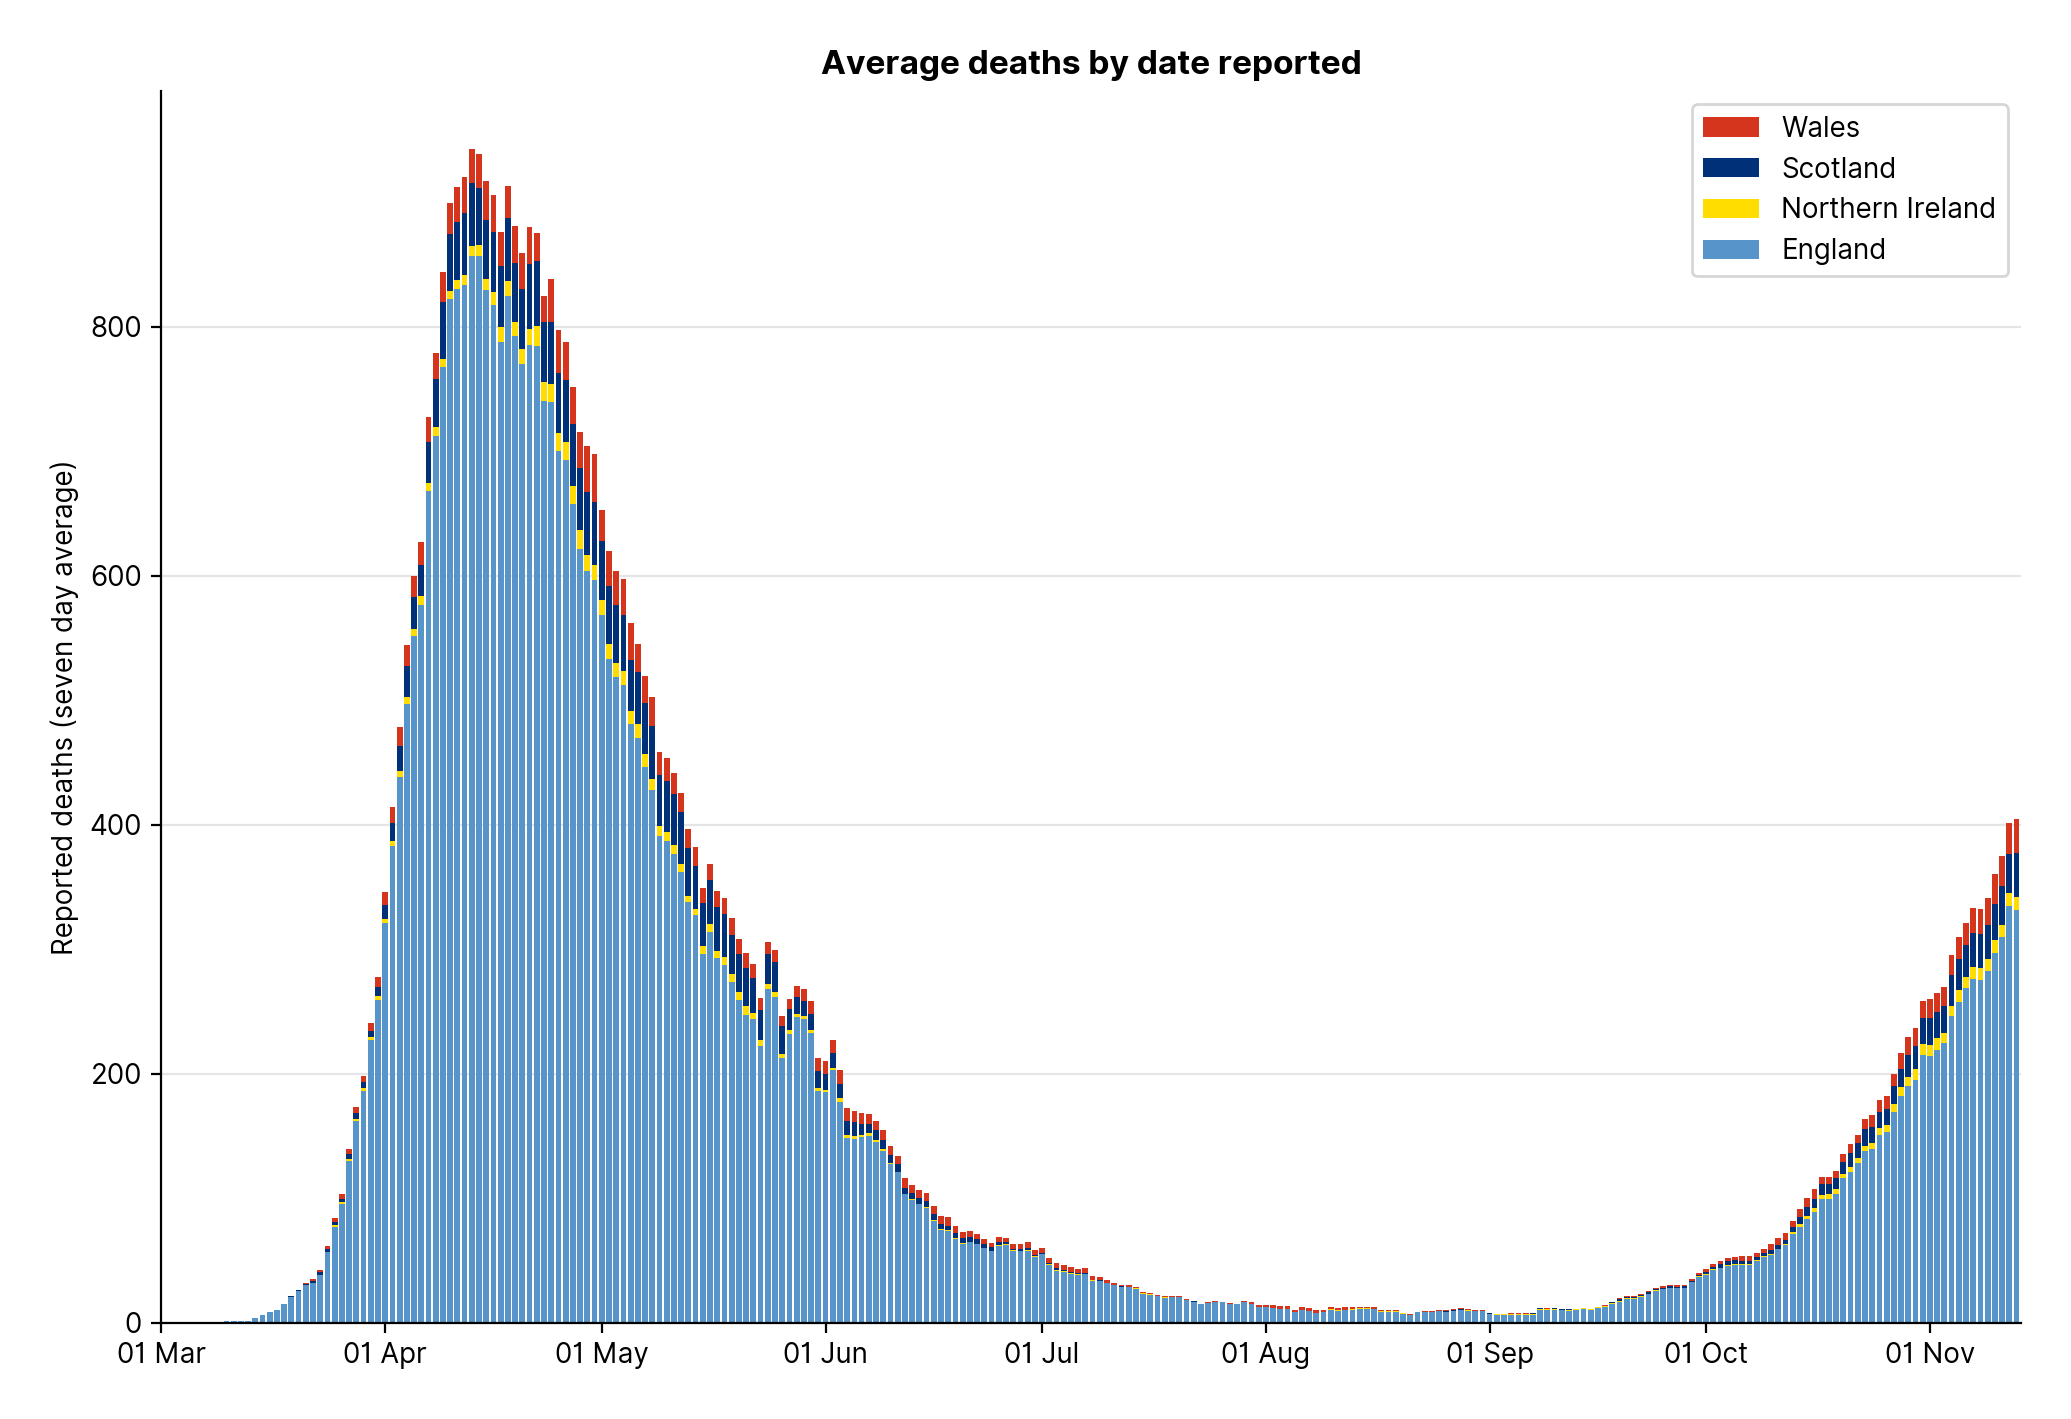 Average deaths by date reported
Wales
Scotland
Northern Ireland
England
Reported deaths (seven day average)
800
600
400
200
0
01 Mar
01 Apr
01 May
01 Jun
01 Jul
01 Aug
01 Sep
01 Oct
01 Nov